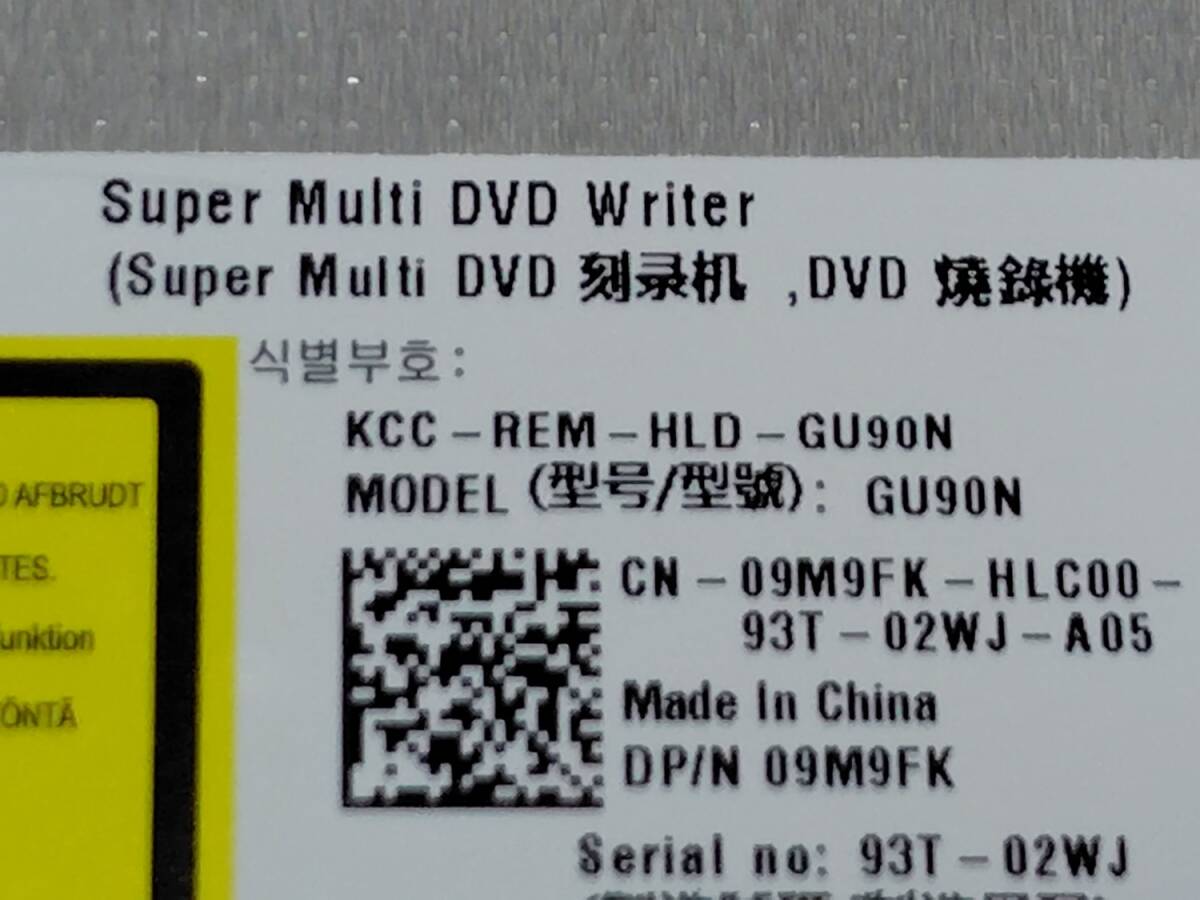 Super Multi DVD Writer
(Super Multi DVD 刻录机 ,DVD 燒錄機)
식별부호:
KCC-REM-HLD-GU90N
MODEL (型号/型號): GU90N
AFBRUDT
TES.
unktion
ÖNTÄ
CN-09M9FK-HLC00-
93T-02WJ-A05
Made In China
DP/N 09M9FK
Serial no: 93T-02WJ